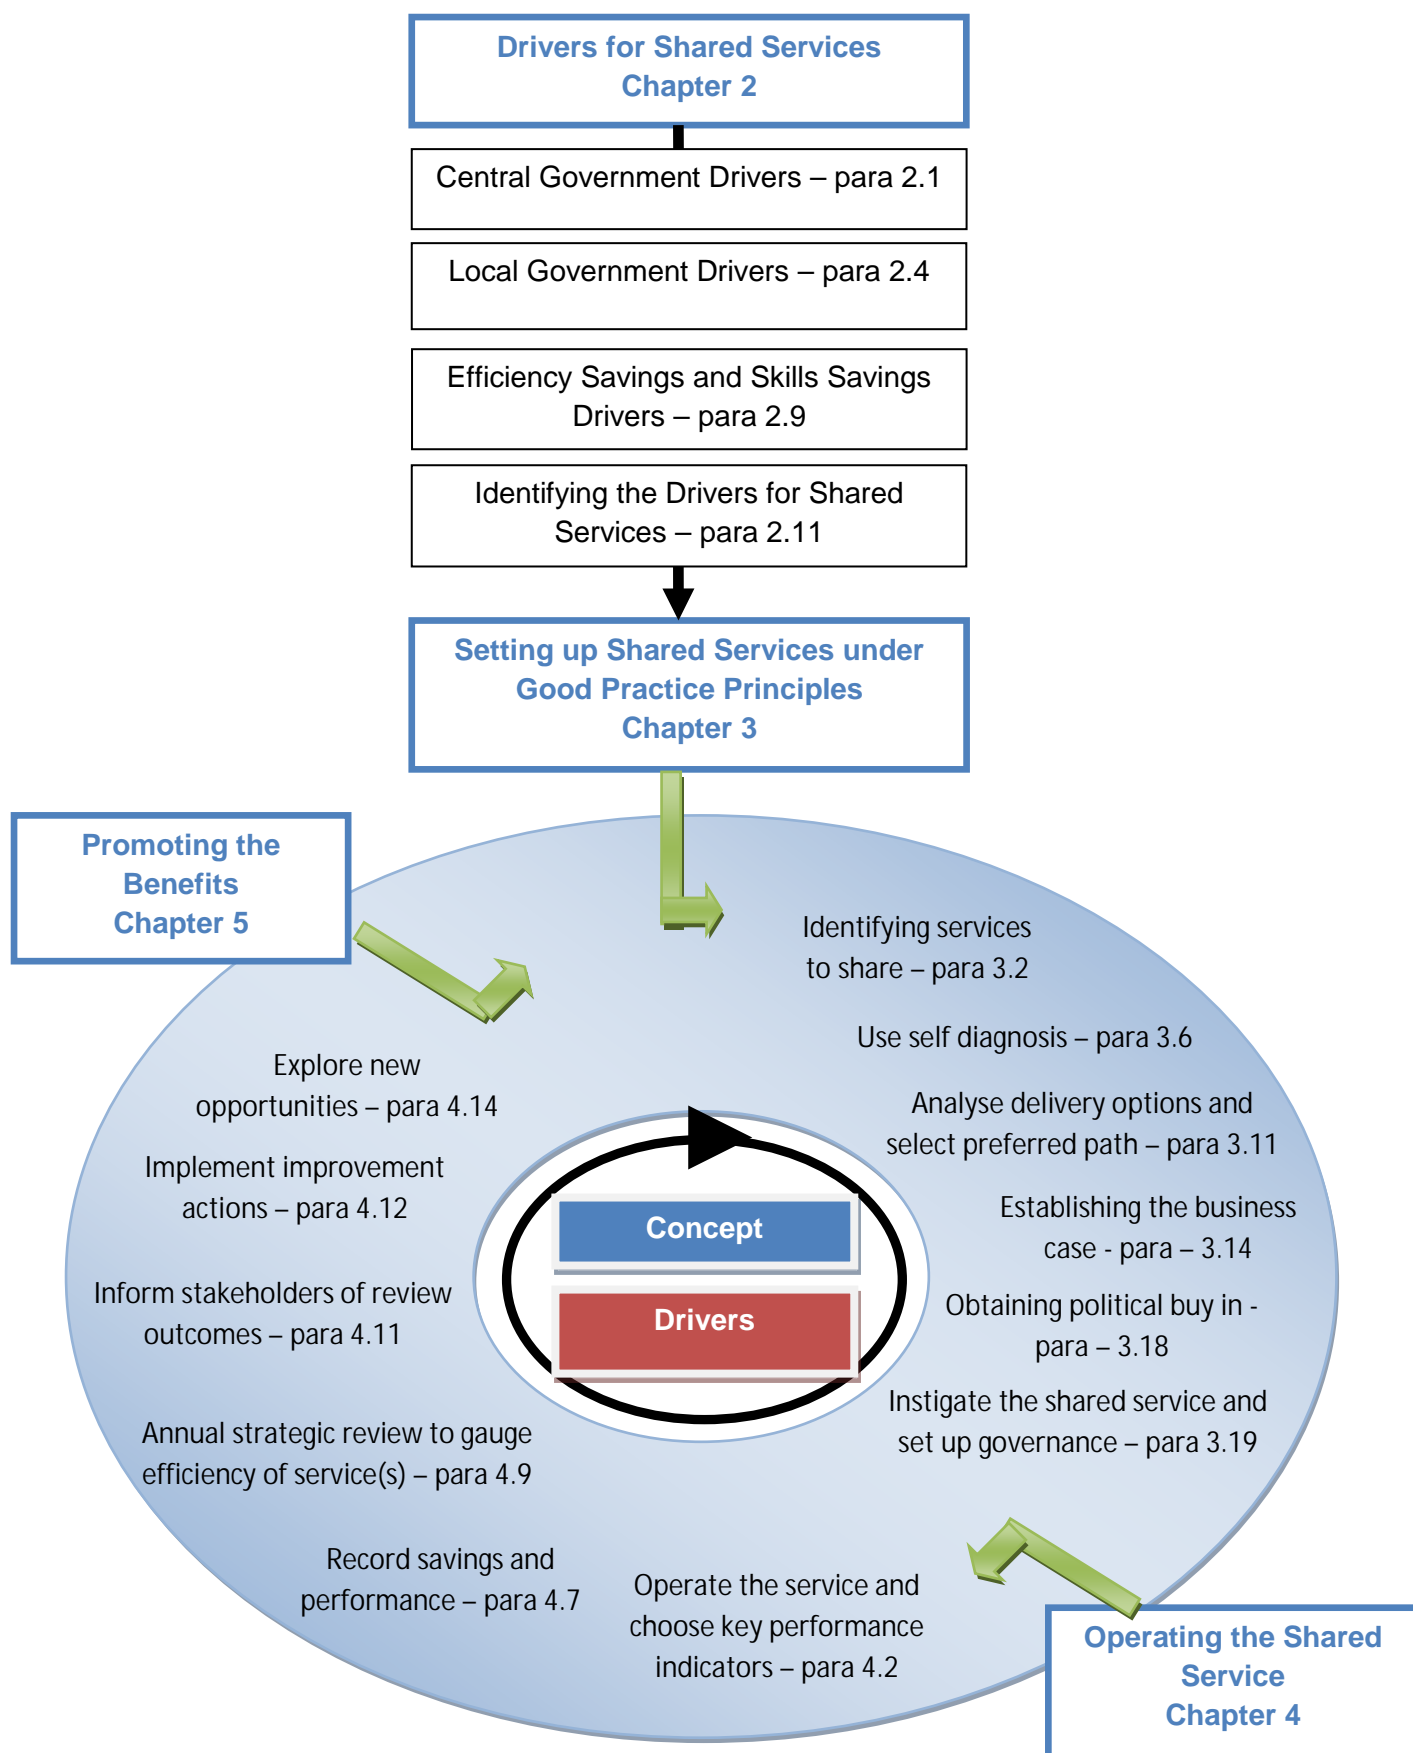 Drivers for Shared Services
Chapter 2
Central Government Drivers – para 2.1
Local Government Drivers – para 2.4
Efficiency Savings and Skills Savings
Drivers – para 2.9
Identifying the Drivers for Shared
Services – para 2.11
Setting up Shared Services under
Good Practice Principles
Chapter 3
Promoting the
Benefits
Chapter 5
Identifying services
to share – para 3.2
Use self diagnosis – para 3.6
Analyse delivery options and
select preferred path – para 3.11
Establishing the business
case - para – 3.14
Obtaining political buy in -
para – 3.18
Instigate the shared service and
set up governance – para 3.19
Operating the Shared
Service
Chapter 4
Operate the service and
choose key performance
indicators – para 4.2
Record savings and
performance – para 4.7
Annual strategic review to gauge
efficiency of service(s) – para 4.9
Inform stakeholders of review
outcomes – para 4.11
Implement improvement
actions – para 4.12
Explore new
opportunities – para 4.14
Concept
Drivers